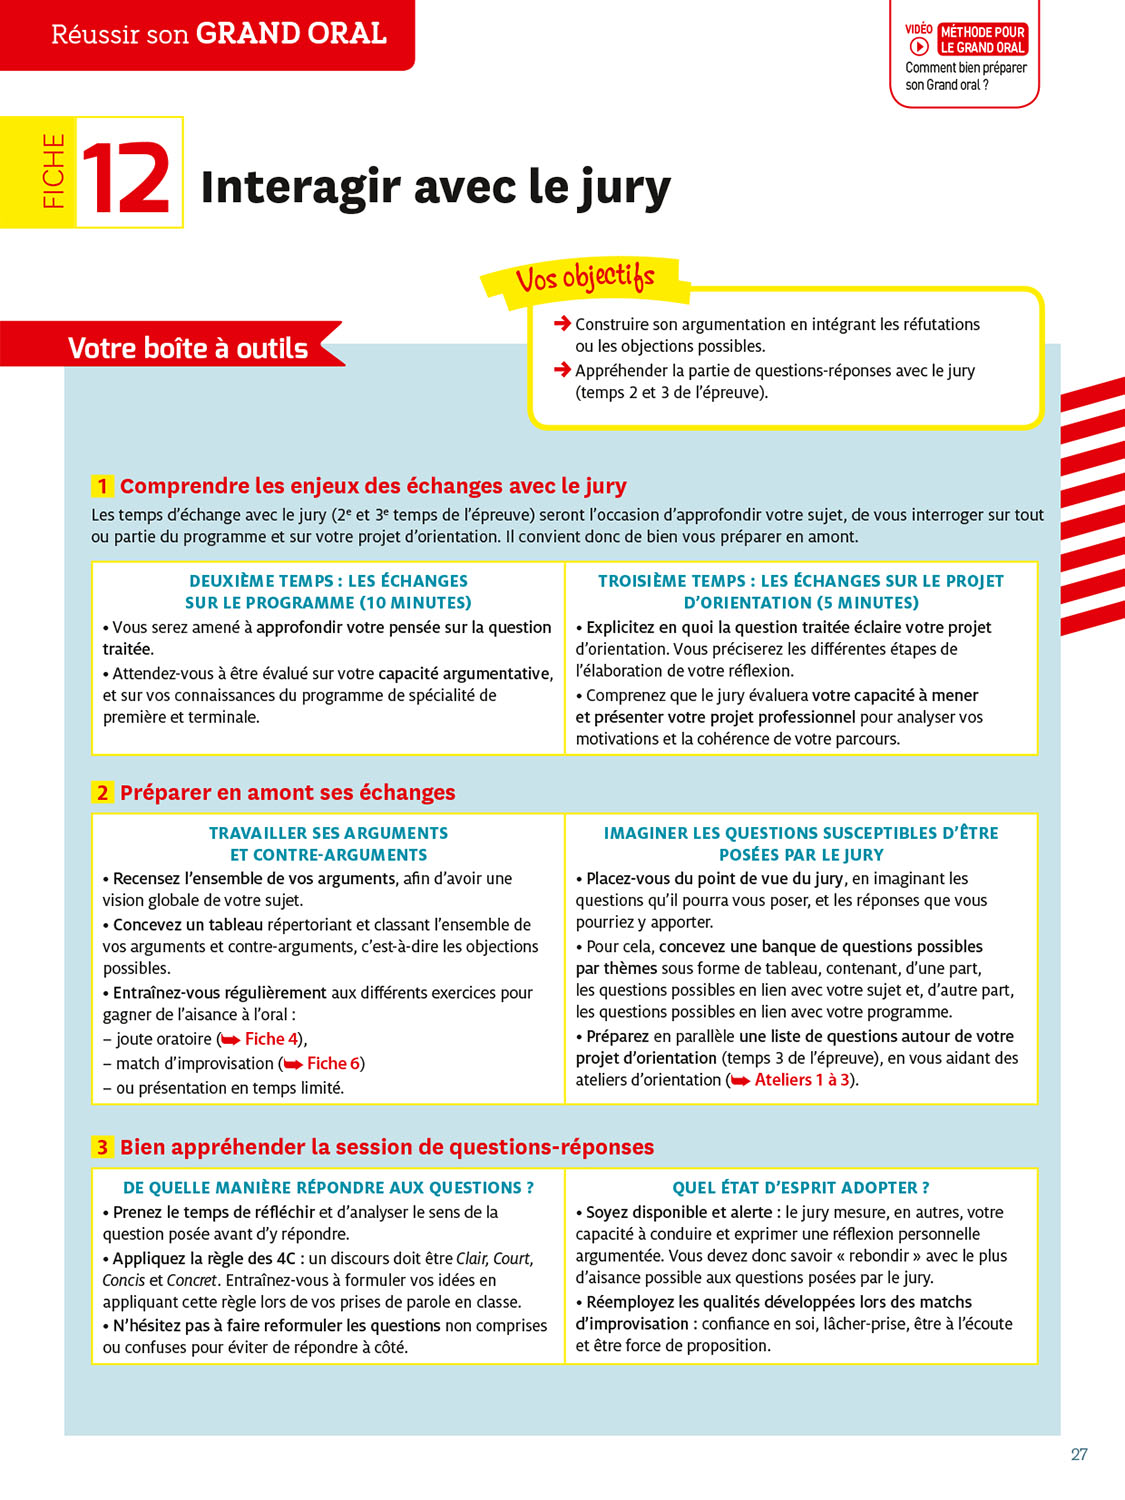 Réussir son GRAND ORAL
VIDÉO
MÉTHODE POUR
LE GRAND ORAL
Comment bien préparer
son Grand oral ?
FICHE
12
Interagir avec le jury
Vos objectifs
Construire son argumentation en intégrant les réfutations
ou les objections possibles.
Appréhender la partie de questions-réponses avec le jury
(temps 2 et 3 de l'épreuve).
Votre boîte à outils
1 Comprendre les enjeux des échanges avec le jury
Les temps d'échange avec le jury (2e et 3e temps de l'épreuve) seront l'occasion d'approfondir votre sujet, de vous interroger sur tout
ou partie du programme et sur votre projet d'orientation. Il convient donc de bien vous préparer en amont.
DEUXIÈME TEMPS : LES ÉCHANGES
SUR LE PROGRAMME (10 MINUTES)
• Vous serez amené à approfondir votre pensée sur la question
traitée.
• Attendez-vous à être évalué sur votre capacité argumentative,
et sur vos connaissances du programme de spécialité de
première et terminale.
TROISIÈME TEMPS : LES ÉCHANGES SUR LE PROJET
D'ORIENTATION (5 MINUTES)
• Explicitez en quoi la question traitée éclaire votre projet
d'orientation. Vous préciserez les différentes étapes de
l'élaboration de votre réflexion.
• Comprenez que le jury évaluera votre capacité à mener
et présenter votre projet professionnel pour analyser vos
motivations et la cohérence de votre parcours.
2 Préparer en amont ses échanges
TRAVAILLER SES ARGUMENTS
ET CONTRE-ARGUMENTS
• Recensez l'ensemble de vos arguments, afin d'avoir une
vision globale de votre sujet.
• Concevez un tableau répertoriant et classant l'ensemble de
vos arguments et contre-arguments, c'est-à-dire les objections
possibles.
• Entraînez-vous régulièrement aux différents exercices pour
gagner de l'aisance à l'oral :
– joute oratoire (➥ Fiche 4),
– match d'improvisation (➥ Fiche 6)
– ou présentation en temps limité.
IMAGINER LES QUESTIONS SUSCEPTIBLES D'ÊTRE
POSÉES PAR LE JURY
• Placez-vous du point de vue du jury, en imaginant les
questions qu'il pourra vous poser, et les réponses que vous
pourriez y apporter.
• Pour cela, concevez une banque de questions possibles
par thèmes sous forme de tableau, contenant, d'une part,
les questions possibles en lien avec votre sujet et, d'autre part,
les questions possibles en lien avec votre programme.
• Préparez en parallèle une liste de questions autour de votre
projet d'orientation (temps 3 de l'épreuve), en vous aidant des
ateliers d'orientation (➥ Ateliers 1 à 3).
3 Bien appréhender la session de questions-réponses
DE QUELLE MANIÈRE RÉPONDRE AUX QUESTIONS ?
• Prenez le temps de réfléchir et d'analyser le sens de la
question posée avant d'y répondre.
• Appliquez la règle des 4C : un discours doit être Clair, Court,
Concis et Concret. Entraînez-vous à formuler vos idées en
appliquant cette règle lors de vos prises de parole en classe.
• N'hésitez pas à faire reformuler les questions non comprises
ou confuses pour éviter de répondre à côté.
QUEL ÉTAT D'ESPRIT ADOPTER ?
• Soyez disponible et alerte : le jury mesure, en autres, votre
capacité à conduire et exprimer une réflexion personnelle
argumentée. Vous devez donc savoir « rebondir » avec le plus
d'aisance possible aux questions posées par le jury.
• Réemployez les qualités développées lors des matchs
d'improvisation : confiance en soi, lâcher-prise, être à l'écoute
et être force de proposition.
27